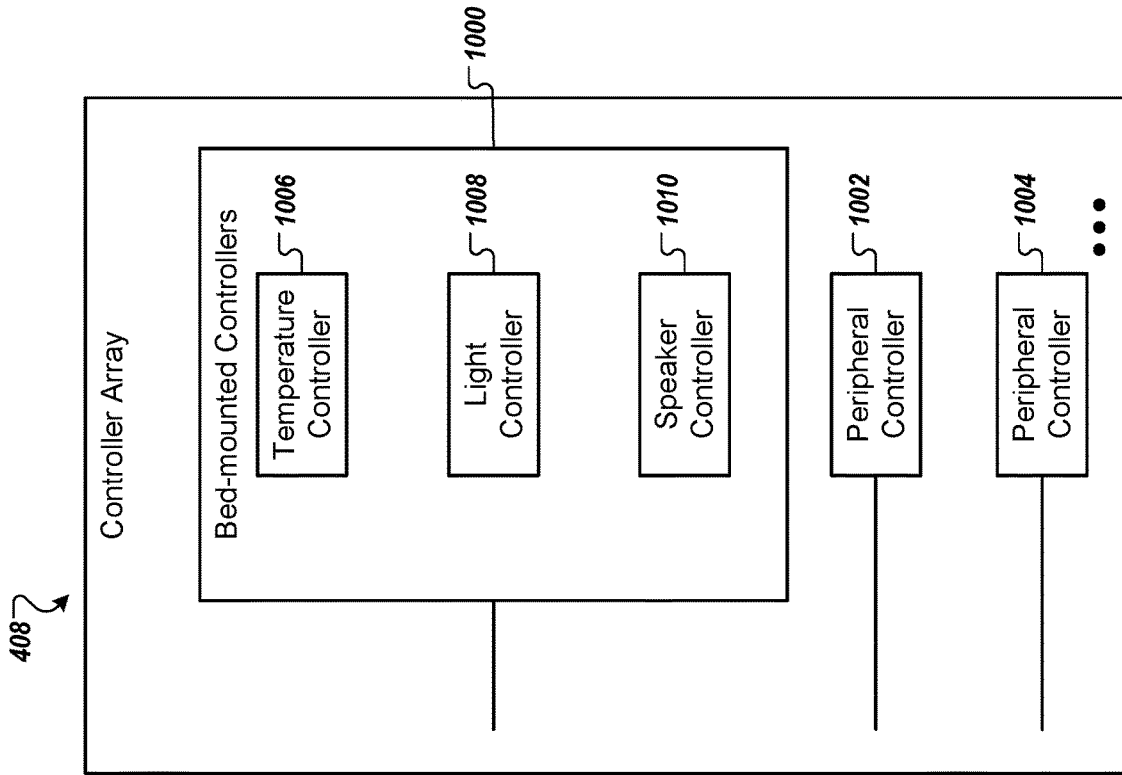 408
Controller Array
Bed-mounted Controllers
1000
Temperature
Controller
1006
Light
Controller
1008
Speaker
Controller
1010
Peripheral
Controller
1002
Peripheral
Controller
1004